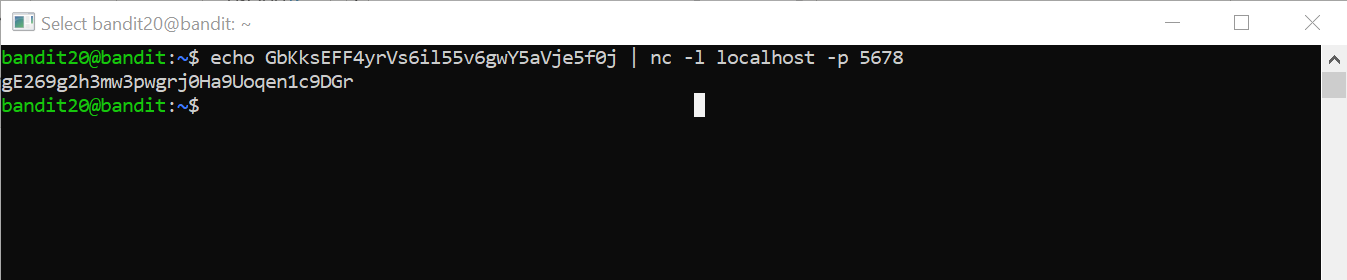 Select bandit20@bandit: ~
bandit20@bandit:~$ echo GbKksEFF4yrVs6il55v6gwY5aVje5f0j | nc -l localhost -p 5678
gE269g2h3mw3pwgrj0Ha9Uoqen1c9DGr
bandit20@bandit:~$